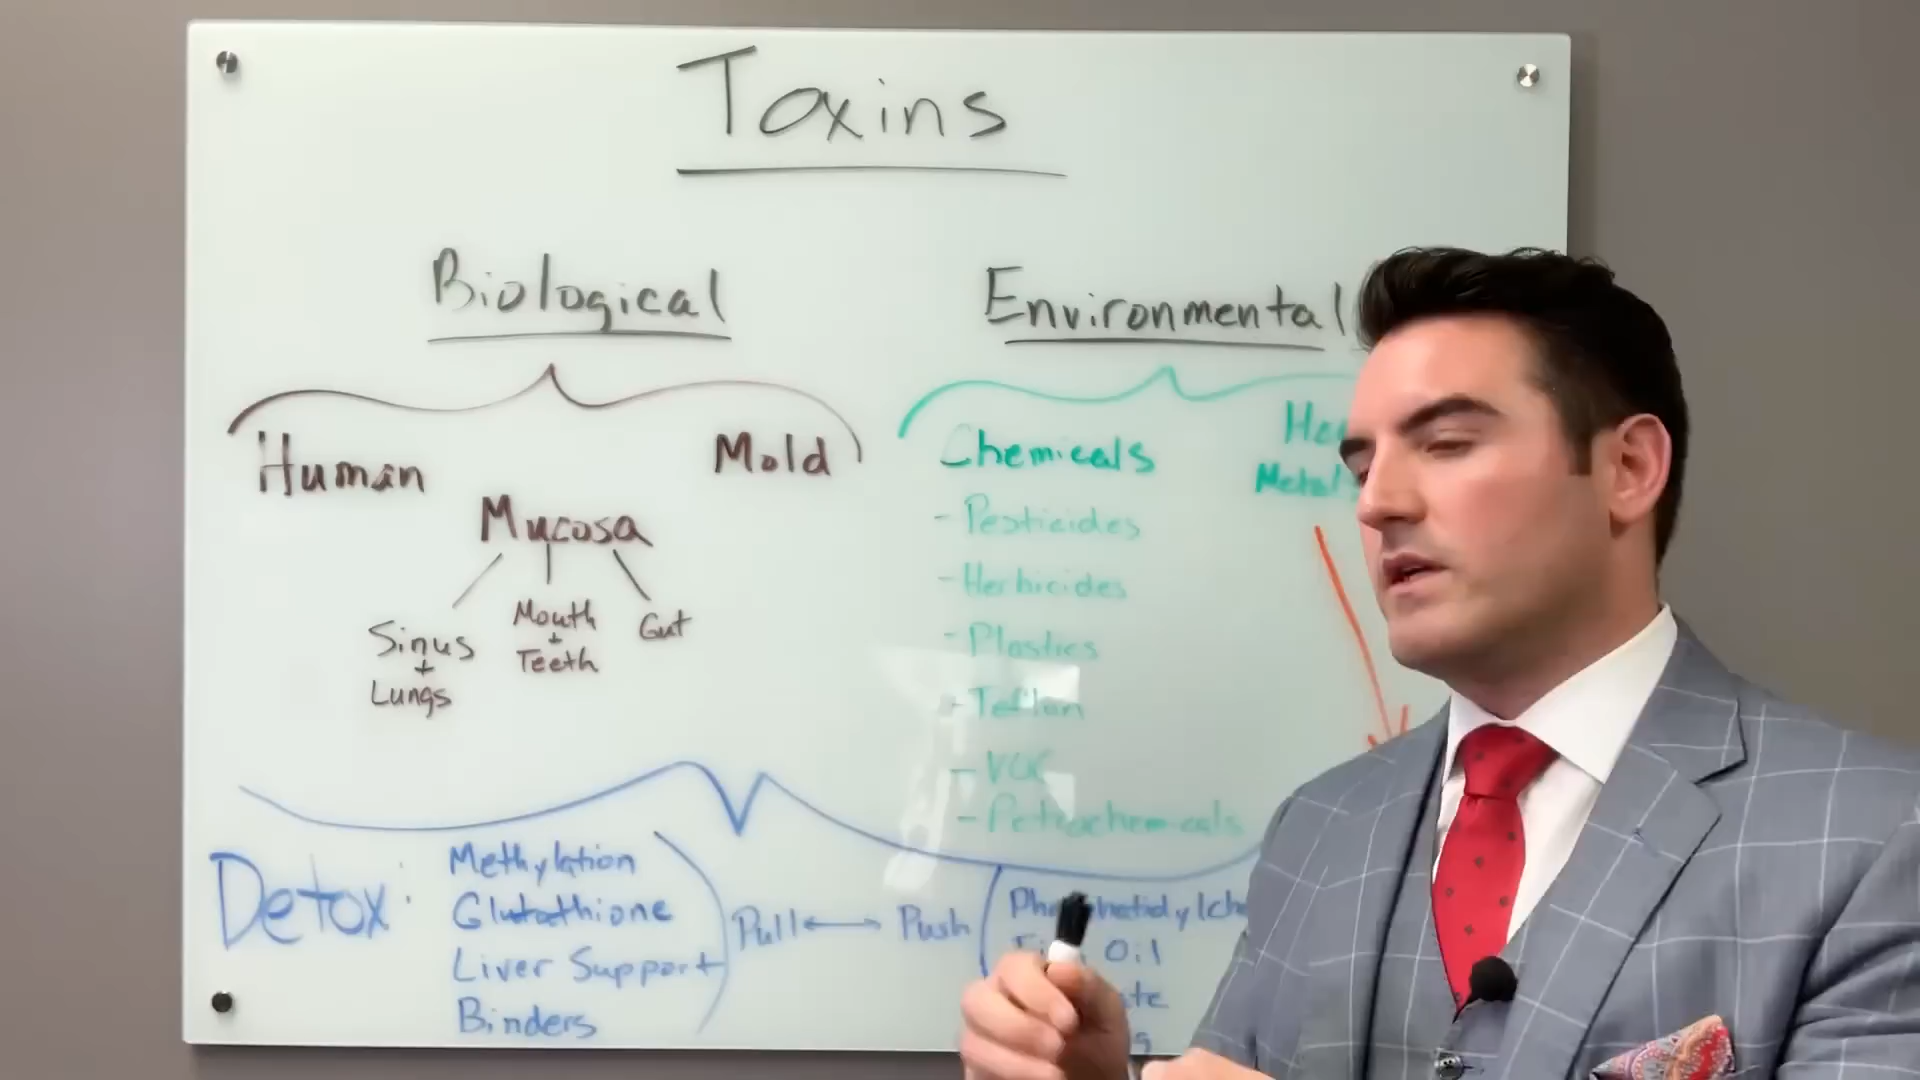 Toxins
Biological
Human
Mold
Mucosa
Sinus
+
Lungs
Mouth
+
Teeth
Gut
Environmental
Chemicals
- Pesticides
- Herbicides
- Plastics
- Teflon
- VOC
- Petrochemicals
Metals
Detox:
Methylation
Glutathione
Liver Support
Binders
Pull ↔ Push
Oil